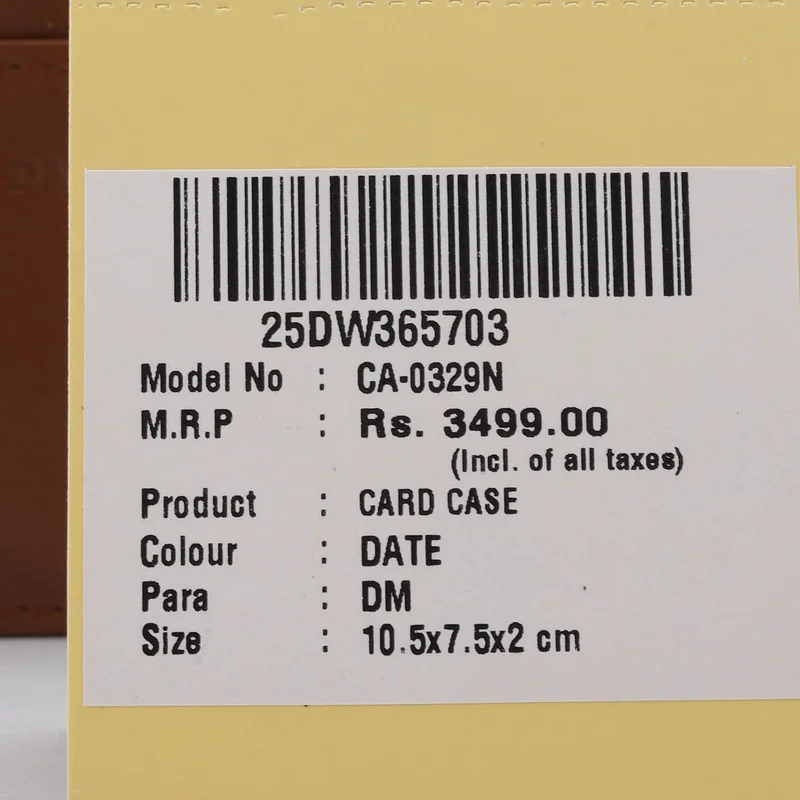 25DW365703
Model No : CA-0329N
M.R.P : Rs. 3499.00
(Incl. of all taxes)
Product : CARD CASE
Colour : DATE
Para : DM
Size : 10.5x7.5x2 cm